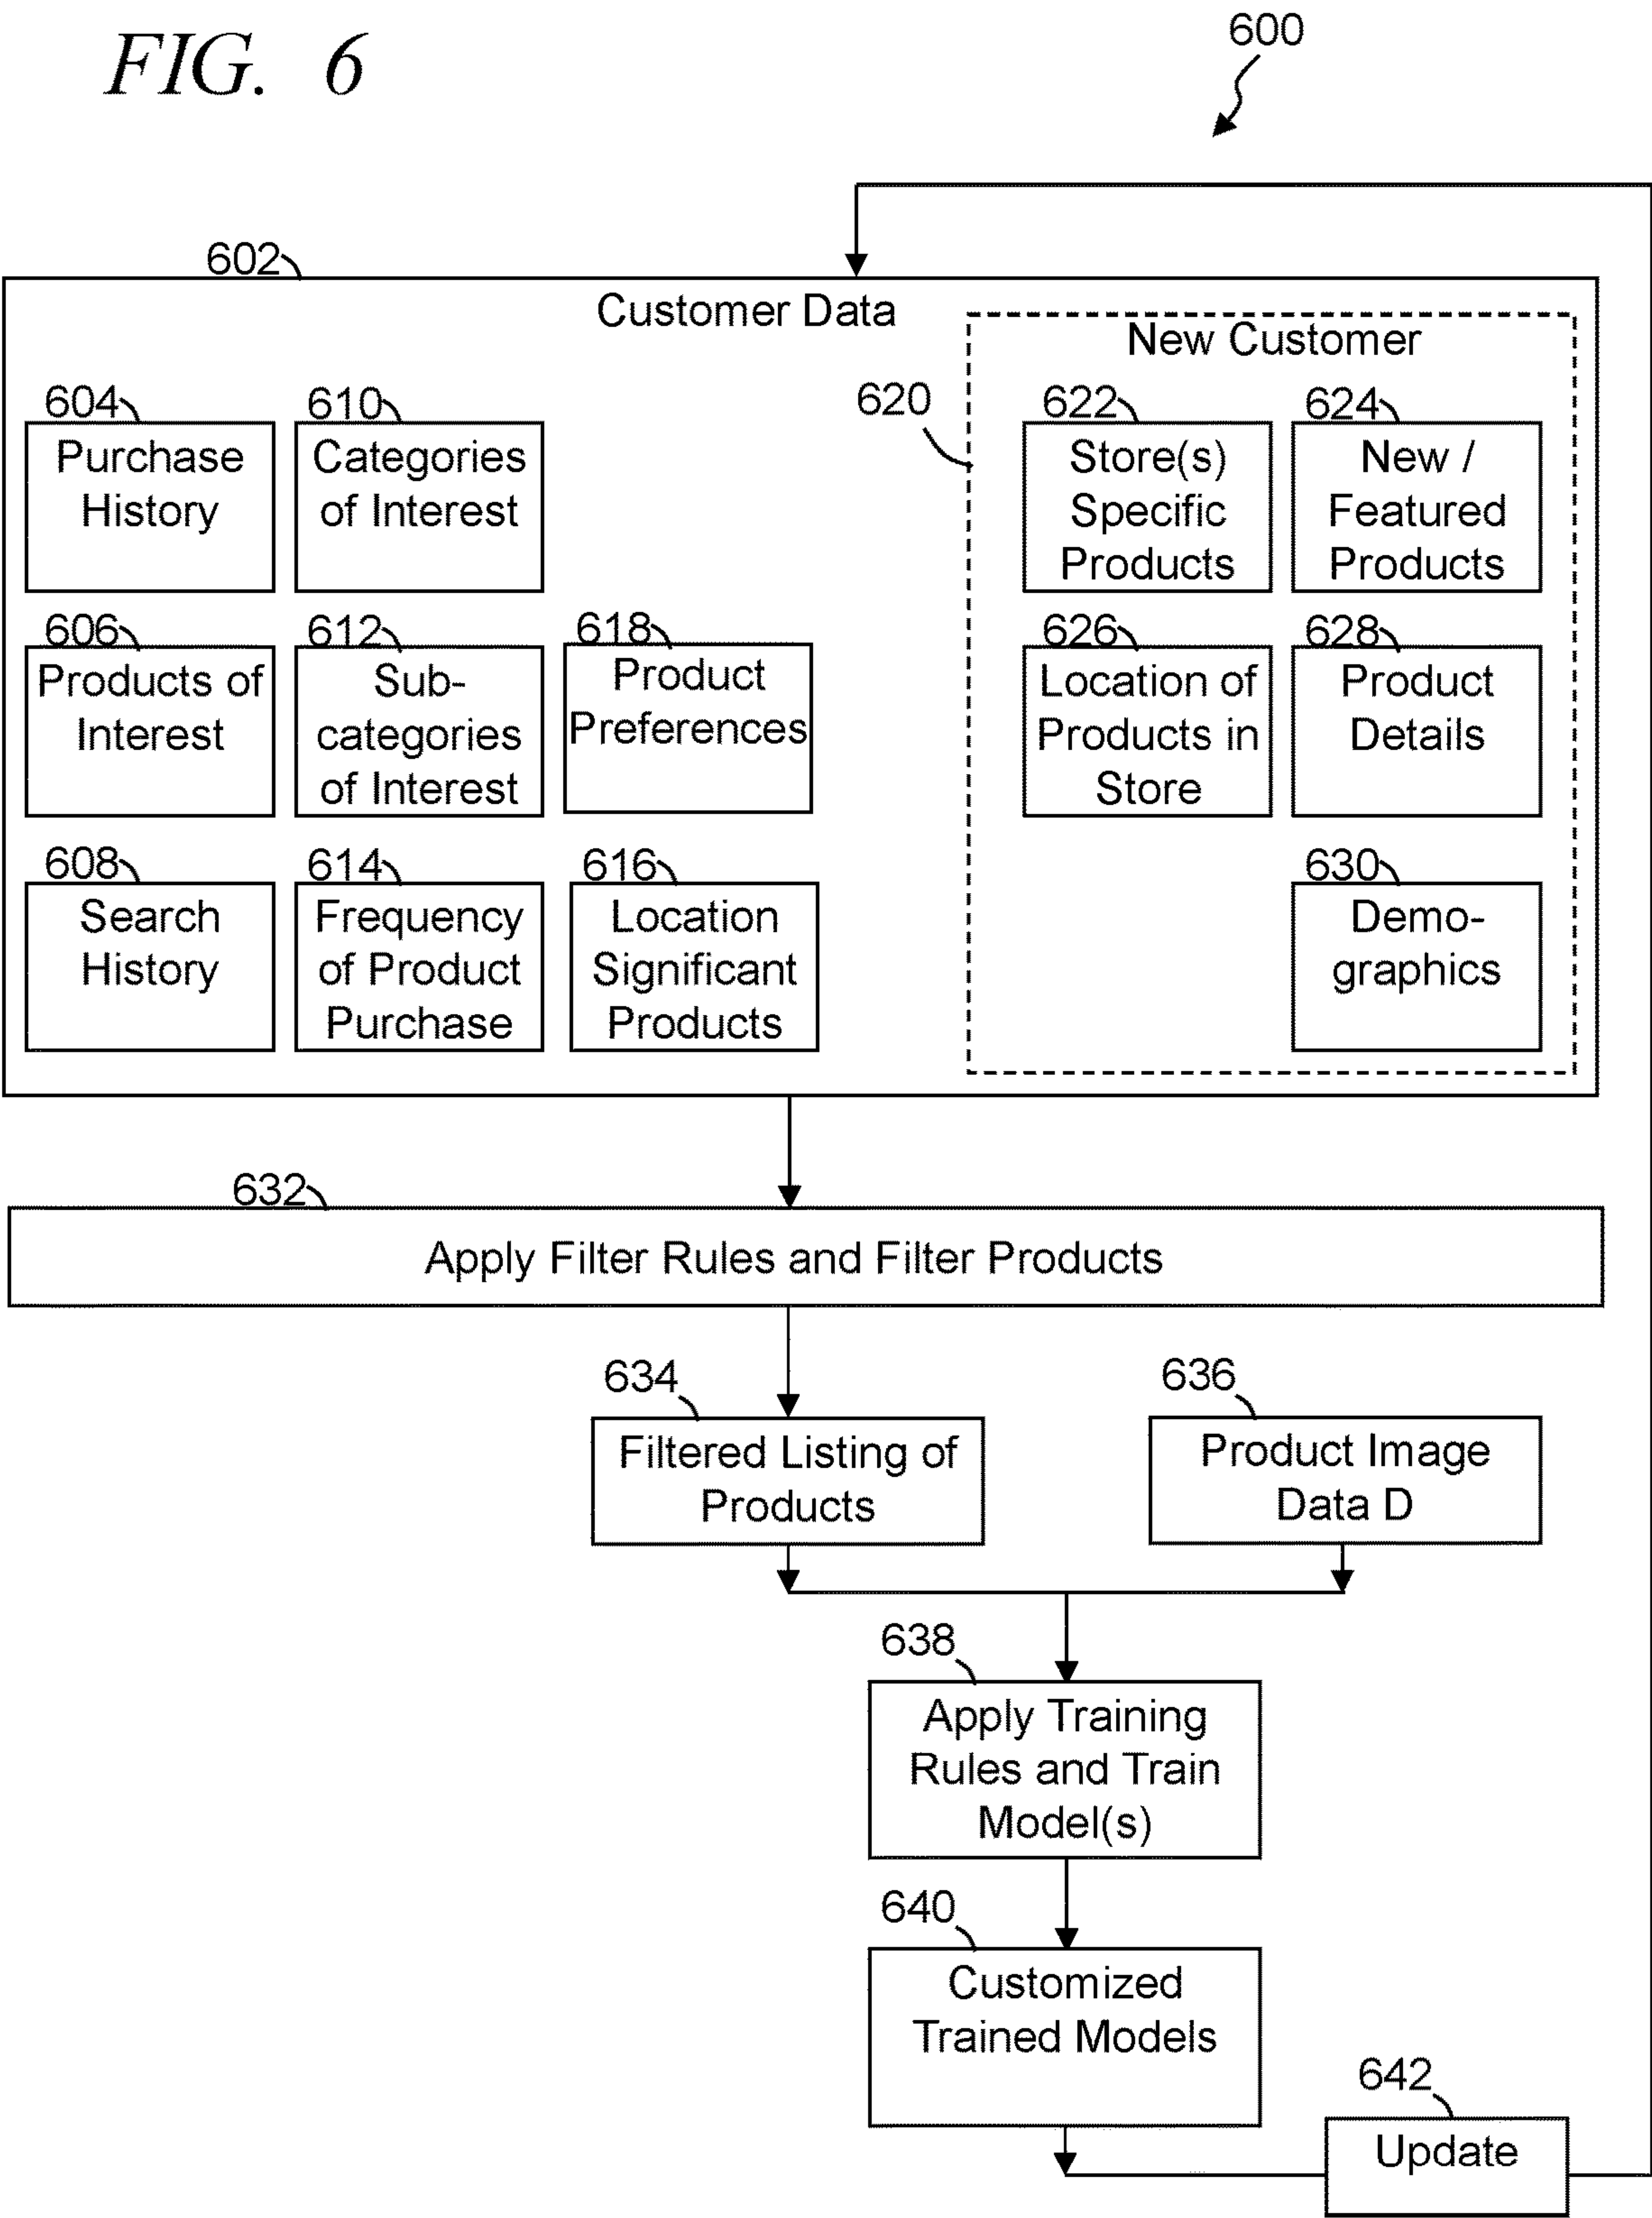 FIG. 6
600
602
Customer Data
New Customer
604
Purchase
History
610
Categories
of Interest
620
622
Store(s)
Specific
Products
624
New /
Featured
Products
606
Products of
Interest
612
Sub-
categories
of Interest
618
Product
Preferences
626
Location of
Products in
Store
628
Product
Details
608
Search
History
614
Frequency
of Product
Purchase
616
Location
Significant
Products
630
Demo-
graphics
632
Apply Filter Rules and Filter Products
634
Filtered Listing of
Products
636
Product Image
Data D
638
Apply Training
Rules and Train
Model(s)
640
Customized
Trained Models
642
Update